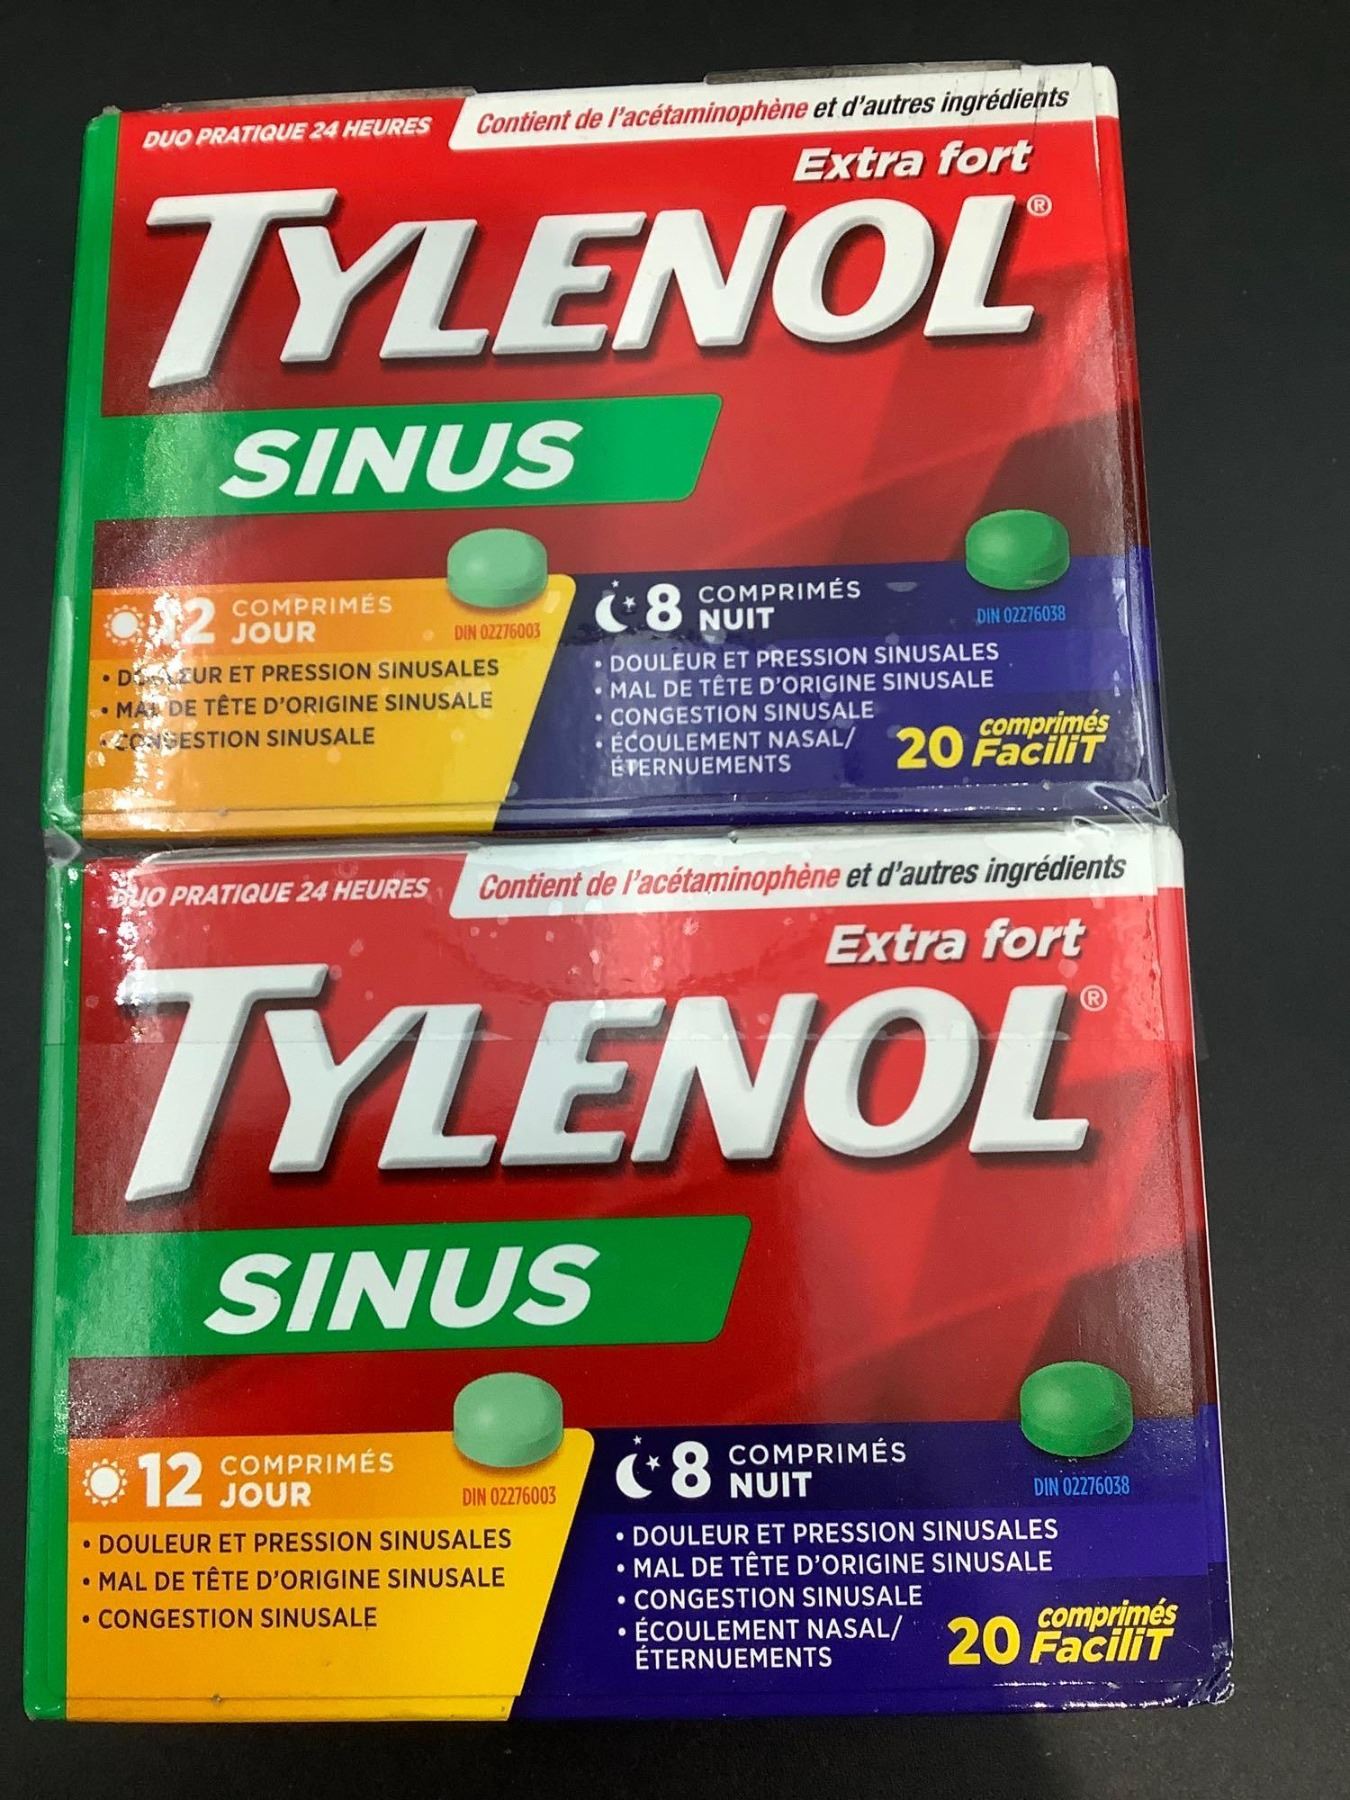 DUO PRATIQUE 24 HEURES
Contient de l'acétaminophène et d'autres ingrédients
Extra fort
TYLENOL®
SINUS
12 COMPRIMÉS
JOUR
DIN 02276003
• DOULEUR ET PRESSION SINUSALES
• MAL DE TÊTE D'ORIGINE SINUSALE
• CONGESTION SINUSALE
8 COMPRIMÉS
NUIT
DIN 02276038
• DOULEUR ET PRESSION SINUSALES
• MAL DE TÊTE D'ORIGINE SINUSALE
• CONGESTION SINUSALE
• ÉCOULEMENT NASAL/
ÉTERNUEMENTS
20 comprimés
FaciliT
DUO PRATIQUE 24 HEURES
Contient de l'acétaminophène et d'autres ingrédients
Extra fort
TYLENOL®
SINUS
12 COMPRIMÉS
JOUR
DIN 02276003
• DOULEUR ET PRESSION SINUSALES
• MAL DE TÊTE D'ORIGINE SINUSALE
• CONGESTION SINUSALE
8 COMPRIMÉS
NUIT
DIN 02276038
• DOULEUR ET PRESSION SINUSALES
• MAL DE TÊTE D'ORIGINE SINUSALE
• CONGESTION SINUSALE
• ÉCOULEMENT NASAL/
ÉTERNUEMENTS
20 comprimés
FaciliT